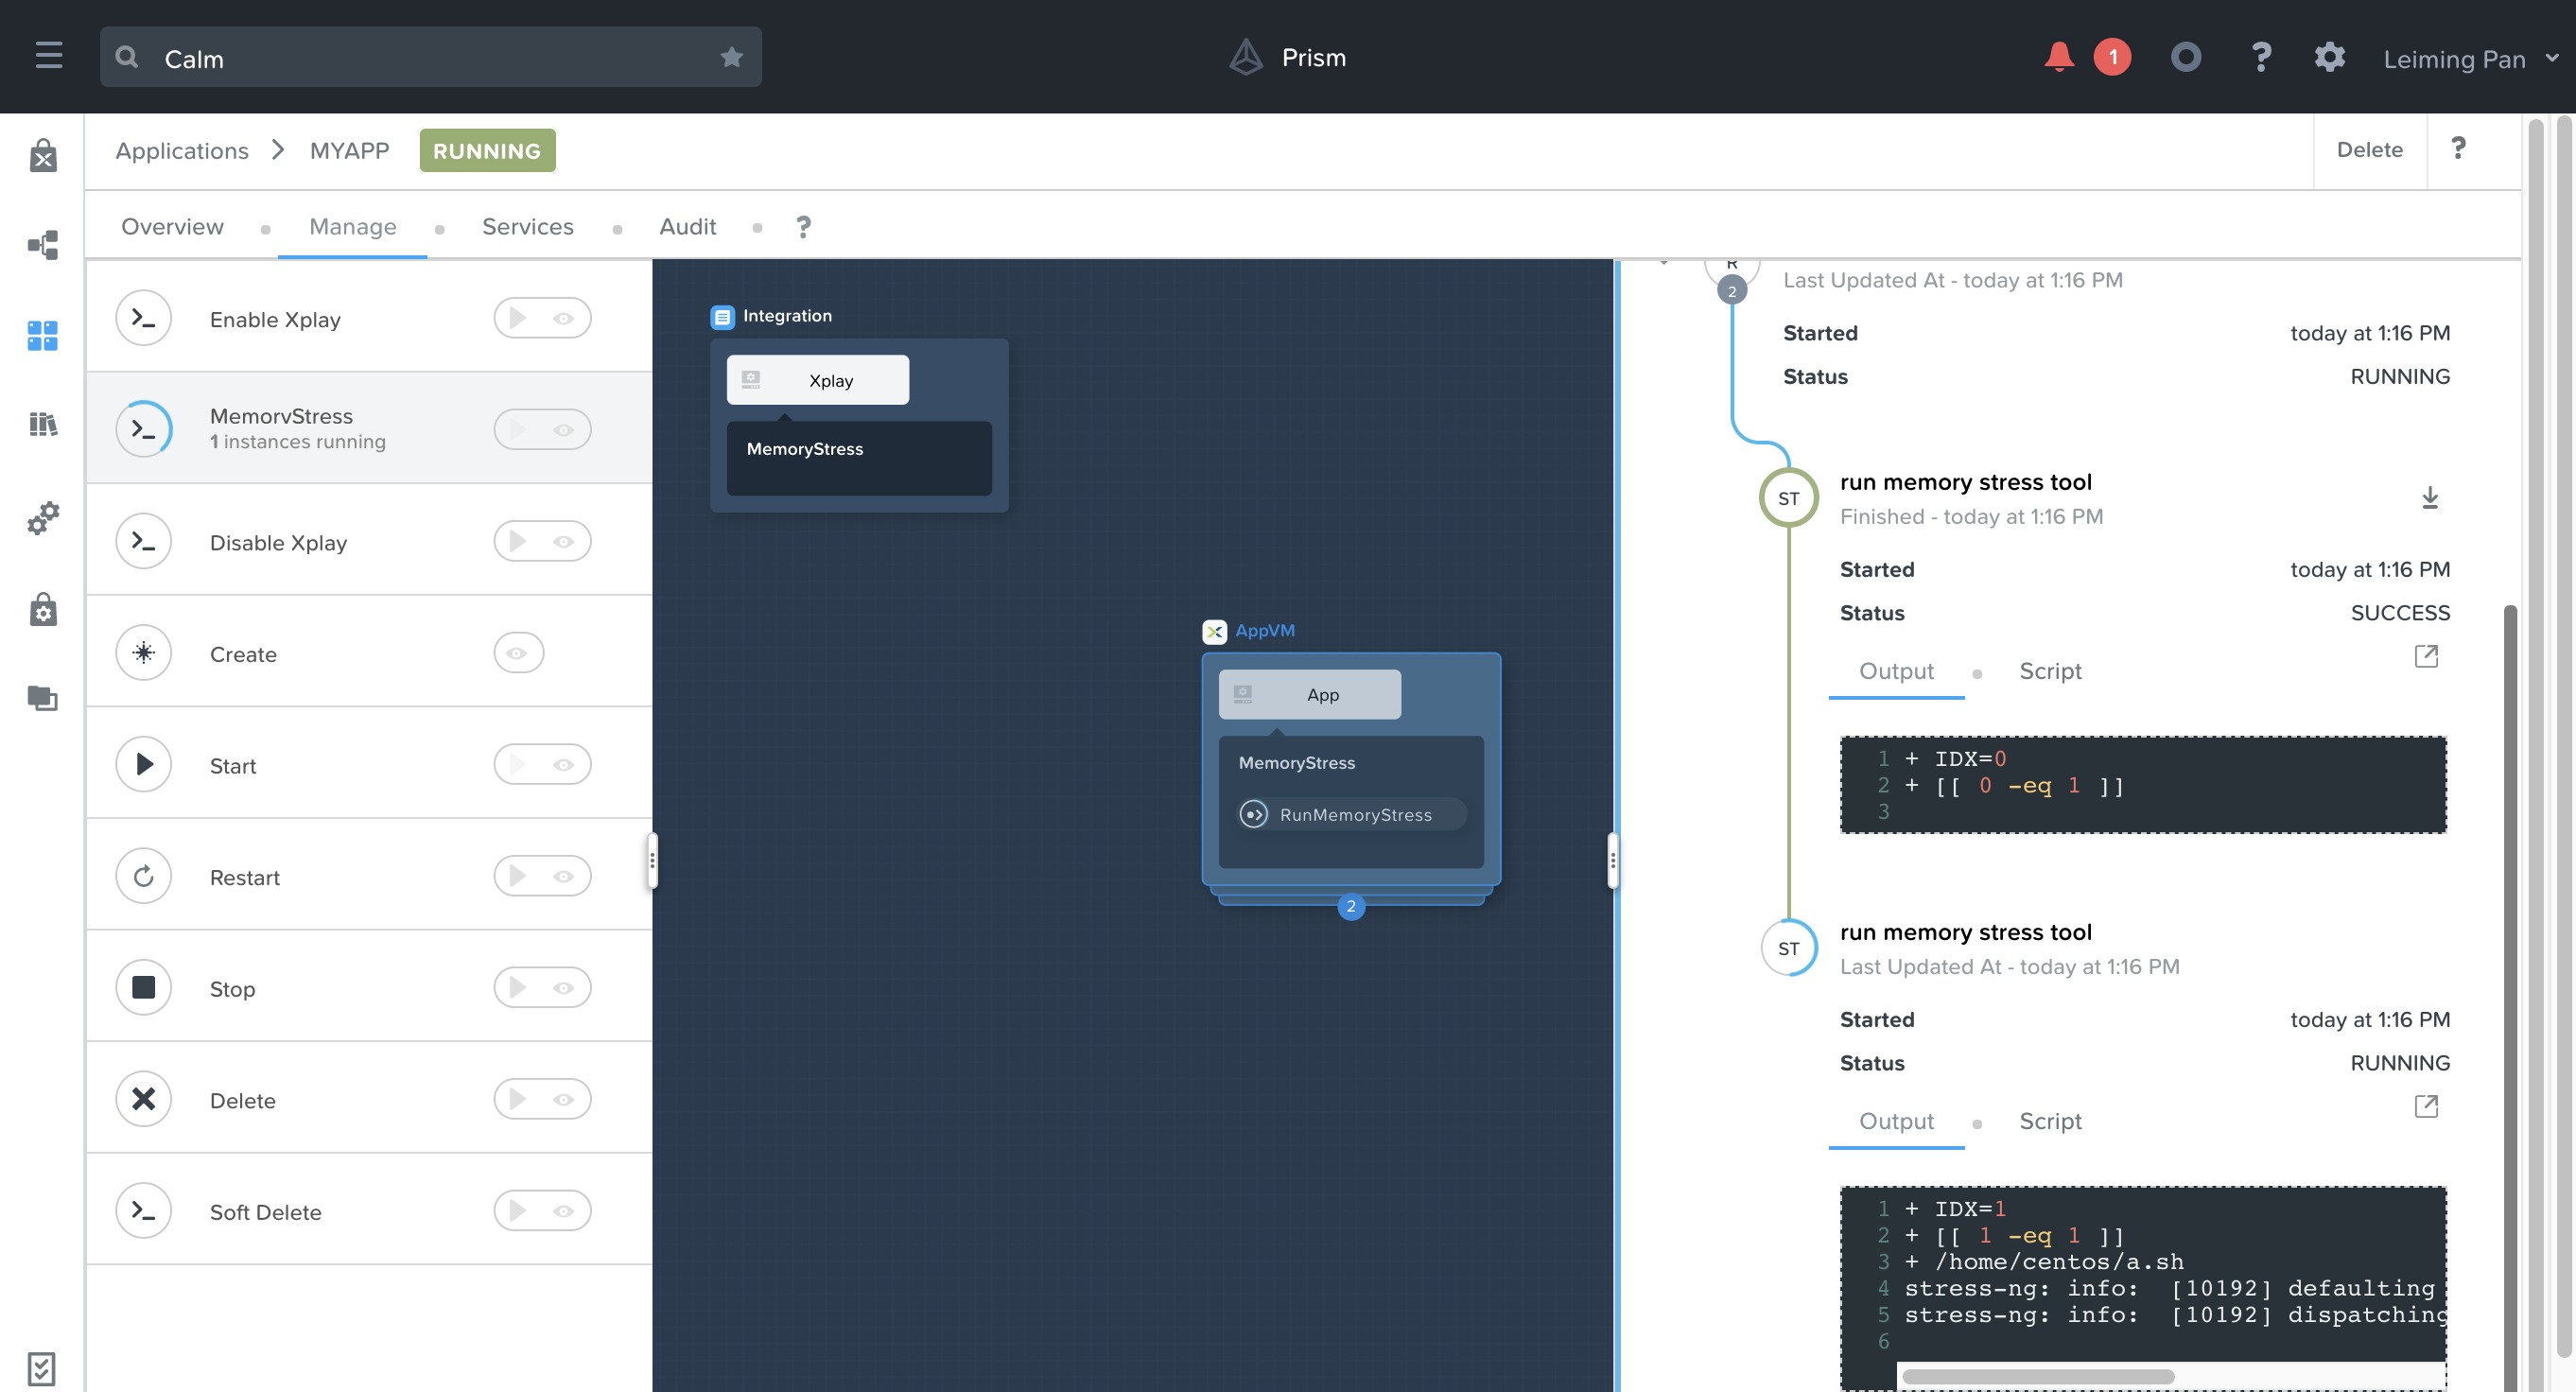 Calm
Prism
1
Leiming Pan
Applications
MYAPP
RUNNING
Delete
?
Overview
Manage
Services
Audit
?
Enable Xplay
MemoryStress
1 instances running
Disable Xplay
Create
Start
Restart
Stop
Delete
Soft Delete
Integration
Xplay
MemoryStress
AppVM
App
MemoryStress
RunMemoryStress
2
R
2
Last Updated At - today at 1:16 PM
Started today at 1:16 PM
Status RUNNING
ST
run memory stress tool
Finished - today at 1:16 PM
Started today at 1:16 PM
Status SUCCESS
Output Script
1 + IDX=0
2 + [[ 0 -eq 1 ]]
3
ST
run memory stress tool
Last Updated At - today at 1:16 PM
Started today at 1:16 PM
Status RUNNING
Output Script
1 + IDX=1
2 + [[ 1 -eq 1 ]]
3 + /home/centos/a.sh
4 stress-ng: info: [10192] defaulting
5 stress-ng: info: [10192] dispatching
6